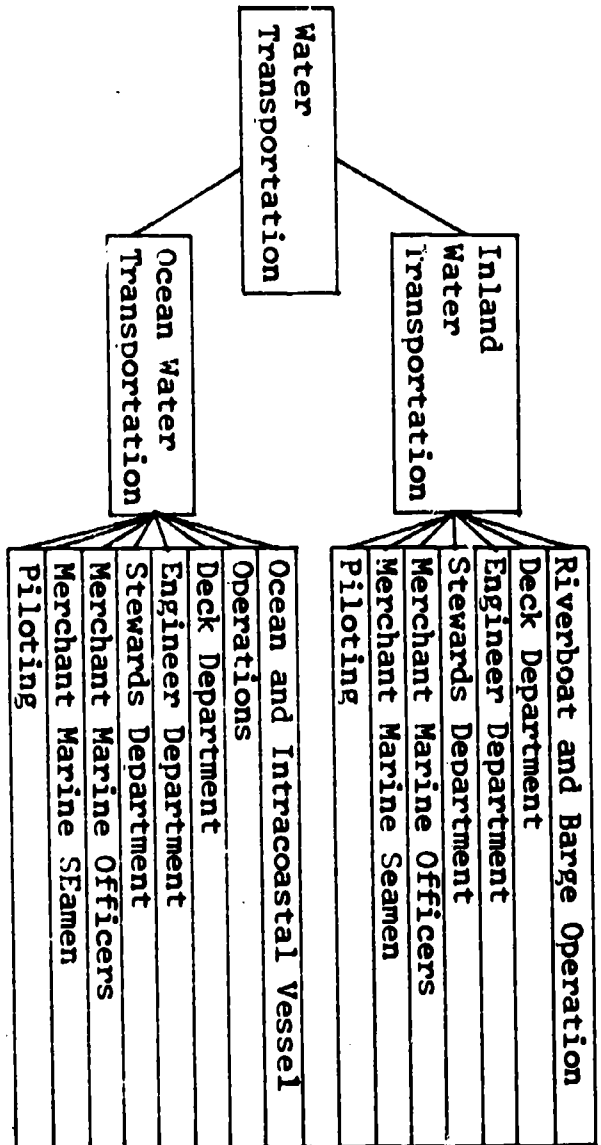 Water
Transportation
Inland
Water
Transportation
Riverboat and Barge Operation
Deck Department
Engineer Department
Stewards Department
Merchant Marine Officers
Merchant Marine Seamen
Piloting
Ocean Water
Transportation
Ocean and Intracoastal Vessel
Operations
Deck Department
Engineer Department
Stewards Department
Merchant Marine Officers
Merchant Marine SEamen
Piloting